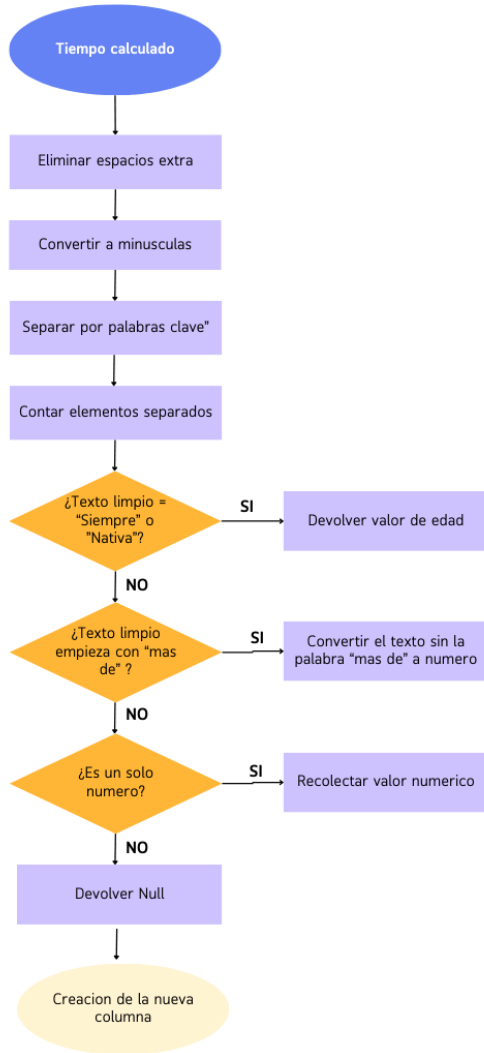 Tiempo calculado
Eliminar espacios extra
Convertir a minusculas
Separar por palabras clave”
Contar elementos separados
¿Texto limpio =
“Siempre” o
”Nativa”?
SI
Devolver valor de edad
NO
¿Texto limpio
empieza con “mas
de” ?
SI
Convertir el texto sin la
palabra “mas de” a numero
NO
¿Es un solo
numero?
SI
Recolectar valor numerico
NO
Devolver Null
Creacion de la nueva
columna